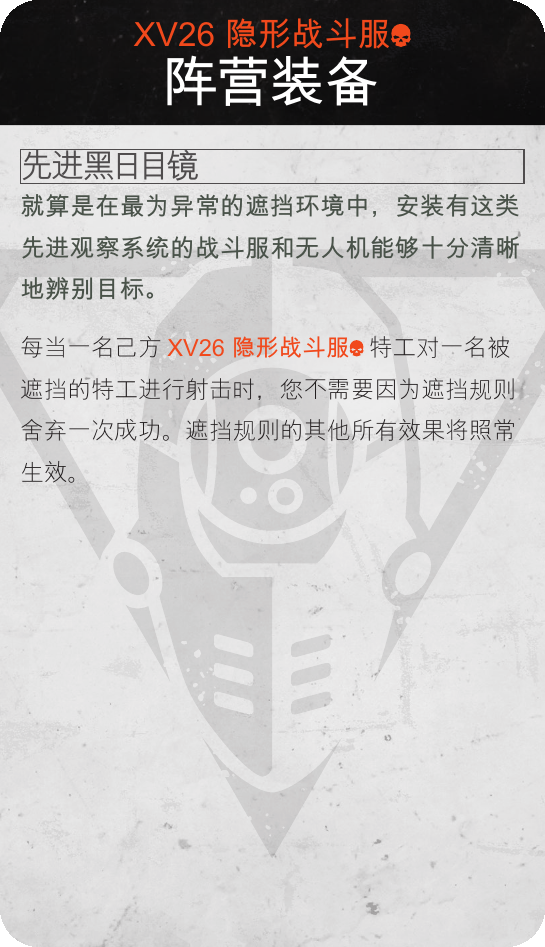 XV26 隐形战斗服
阵营装备
先进黑日目镜
就算是在最为异常的遮挡环境中，安装有这类
先进观察系统的战斗服和无人机能够十分清晰
地辨别目标。
每当一名己方 XV26 隐形战斗服 特工对一名被
遮挡的特工进行射击时，您不需要因为遮挡规则
舍弃一次成功。遮挡规则的其他所有效果将照常
生效。